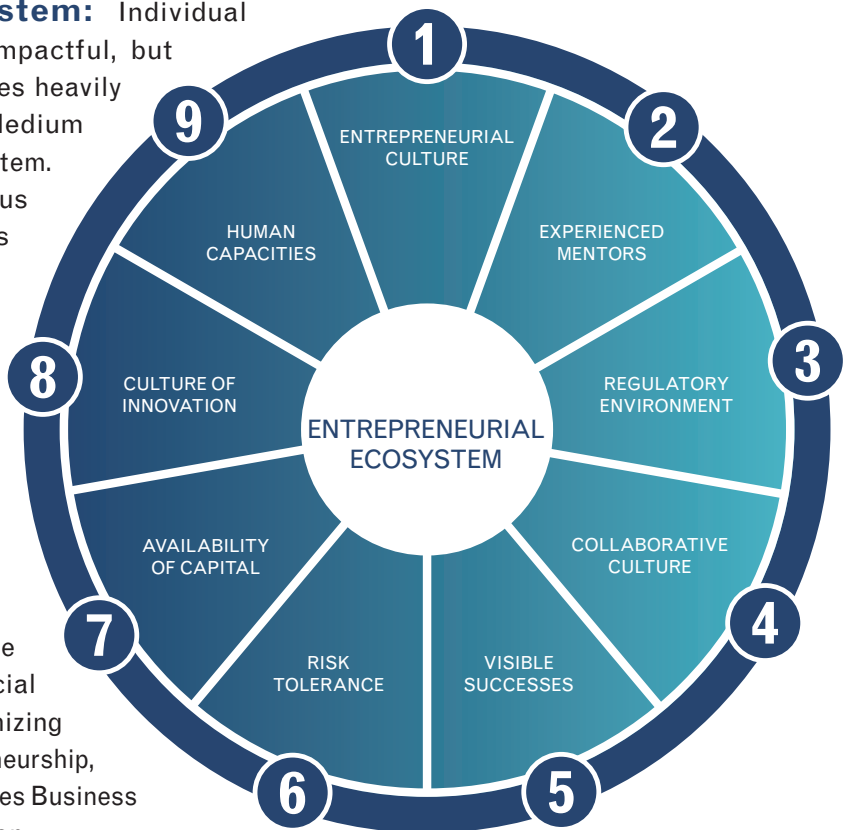 stem: Individual
mpactful, but
es heavily
Medium
tem.
us
s
e
cial
nizing
neurship,
es Business
1
ENTREPRENEURIAL
CULTURE
2
EXPERIENCED
MENTORS
3
REGULATORY
ENVIRONMENT
4
COLLABORATIVE
CULTURE
5
VISIBLE
SUCCESSES
6
RISK
TOLERANCE
7
AVAILABILITY
OF CAPITAL
8
CULTURE OF
INNOVATION
9
HUMAN
CAPACITIES
ENTREPRENEURIAL
ECOSYSTEM